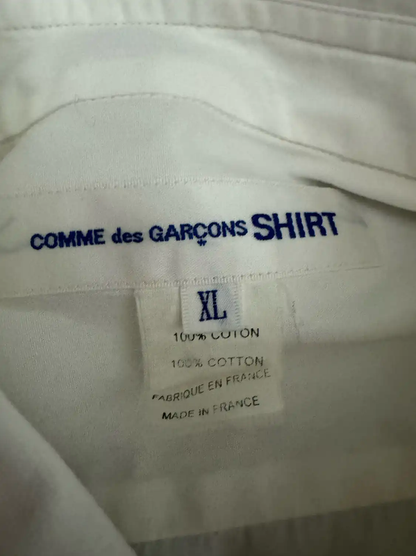 COMME des GARÇONS SHIRT
XL
100% COTON
100% COTTON
FABRIQUE EN FRANCE
MADE IN FRANCE